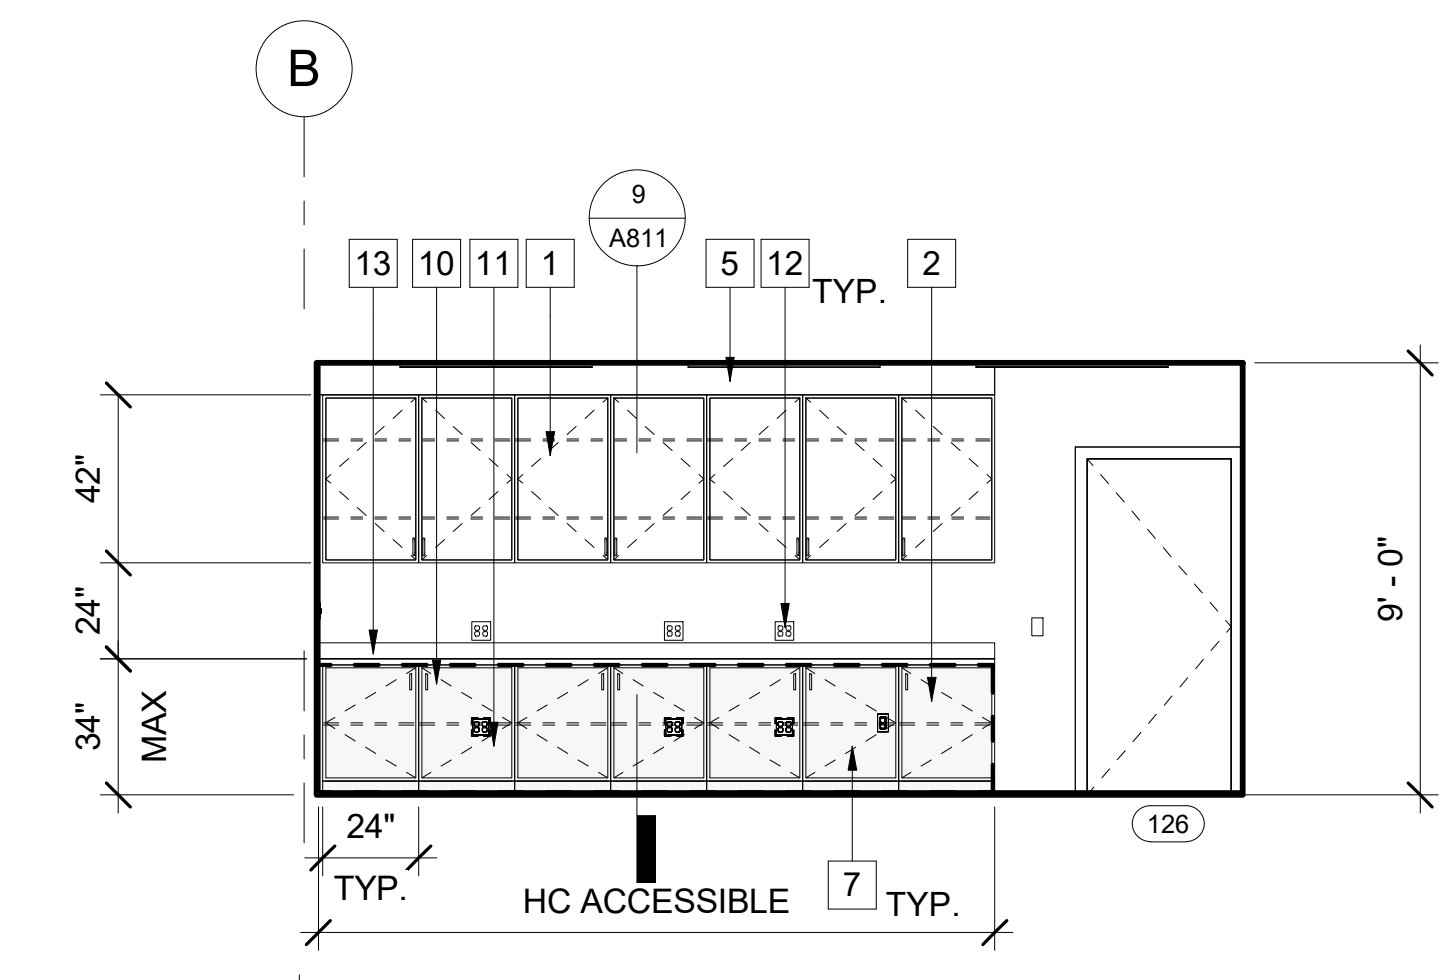 B
9
A811
13 10 11 1 5 12 TYP. 2
42"
24"
34" MAX
9' - 0"
126
24"
TYP.
HC ACCESSIBLE
7 TYP.